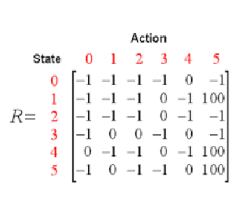 Action
State 0 1 2 3 4 5
0 -1 -1 -1 -1 0 -1
1 -1 -1 -1 0 -1 100
R= 2 -1 -1 -1 0 -1 -1
3 -1 0 0 -1 0 -1
4 0 -1 -1 0 -1 100
5 -1 0 -1 -1 0 100